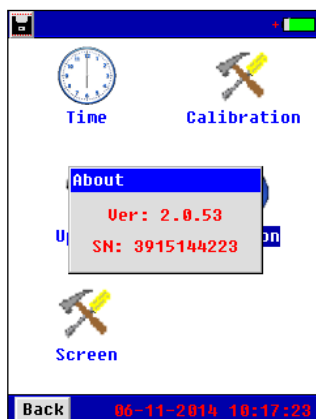 Time
Calibration
About
Ver: 2.0.53
SN: 3915144223
Screen
Back
06-11-2014 10:17:23